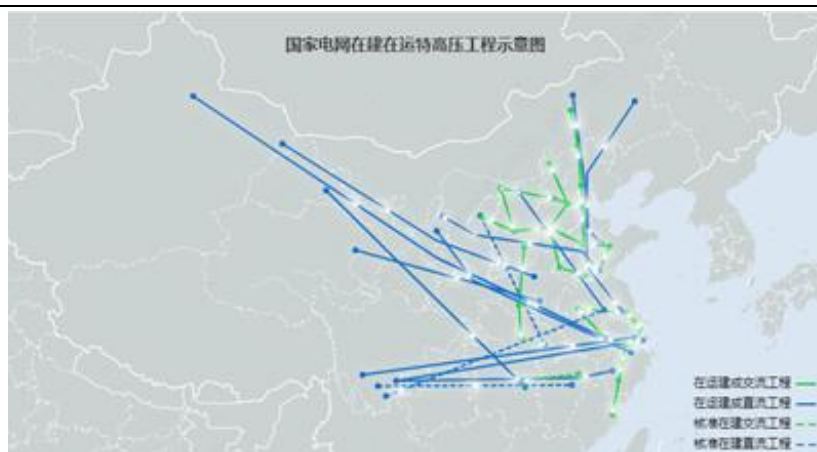 国家电网在建在运特高压工程示意图
在运建成交流工程
在运建成直流工程
核准在建交流工程
核准在建直流工程